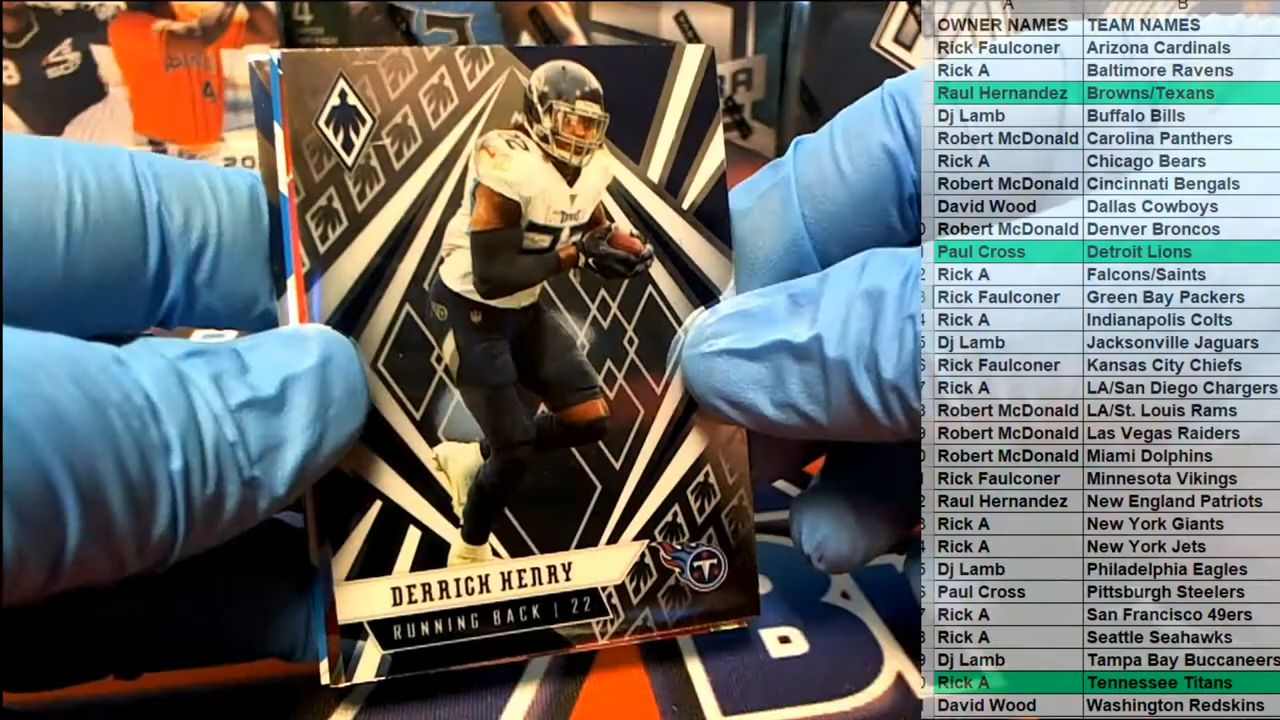 DERRICK HENRY
RUNNING BACK | 22
A B
OWNER NAMES TEAM NAMES
Rick Faulconer Arizona Cardinals
Rick A Baltimore Ravens
Raul Hernandez Browns/Texans
Dj Lamb Buffalo Bills
Robert McDonald Carolina Panthers
Rick A Chicago Bears
Robert McDonald Cincinnati Bengals
David Wood Dallas Cowboys
Robert McDonald Denver Broncos
Paul Cross Detroit Lions
Rick A Falcons/Saints
Rick Faulconer Green Bay Packers
Rick A Indianapolis Colts
Dj Lamb Jacksonville Jaguars
Rick Faulconer Kansas City Chiefs
Rick A LA/San Diego Chargers
Robert McDonald LA/St. Louis Rams
Robert McDonald Las Vegas Raiders
Robert McDonald Miami Dolphins
Rick Faulconer Minnesota Vikings
Raul Hernandez New England Patriots
Rick A New York Giants
Rick A New York Jets
Dj Lamb Philadelphia Eagles
Paul Cross Pittsburgh Steelers
Rick A San Francisco 49ers
Rick A Seattle Seahawks
Dj Lamb Tampa Bay Buccaneers
Rick A Tennessee Titans
David Wood Washington Redskins